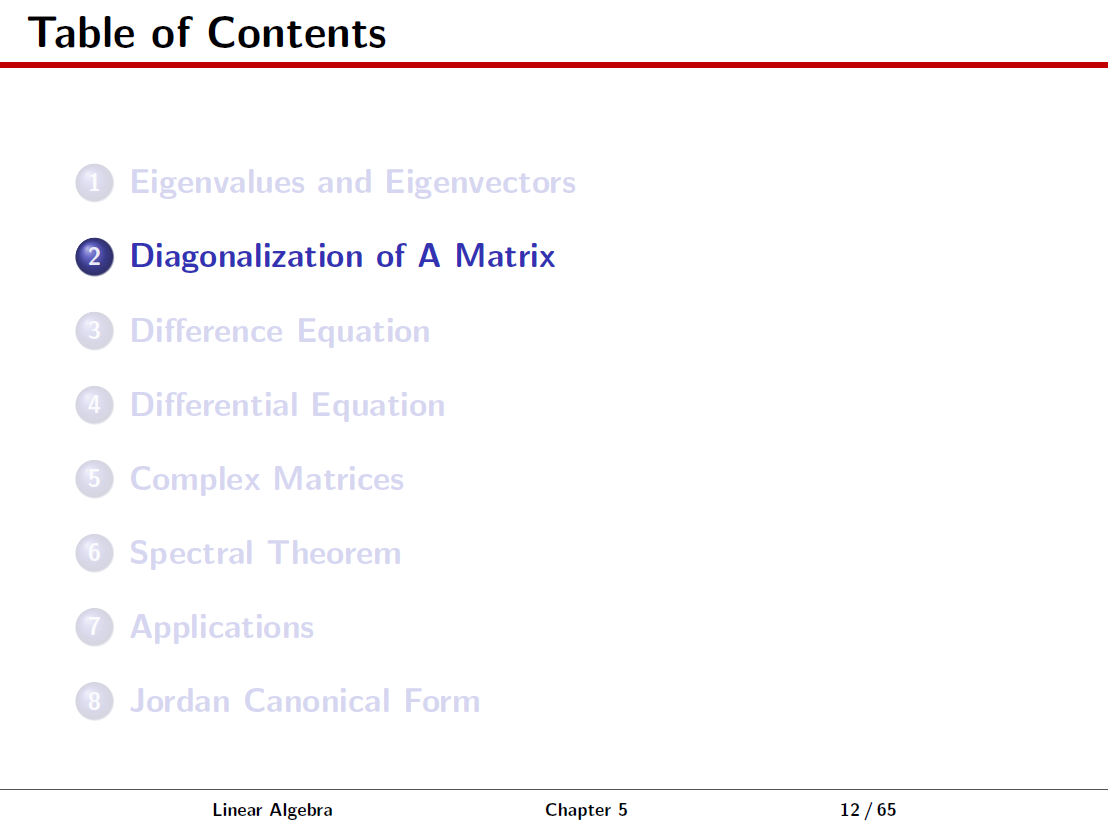 Table of Contents
1 Eigenvalues and Eigenvectors
2 Diagonalization of A Matrix
3 Difference Equation
4 Differential Equation
5 Complex Matrices
6 Spectral Theorem
7 Applications
8 Jordan Canonical Form
Linear Algebra Chapter 5 12 / 65